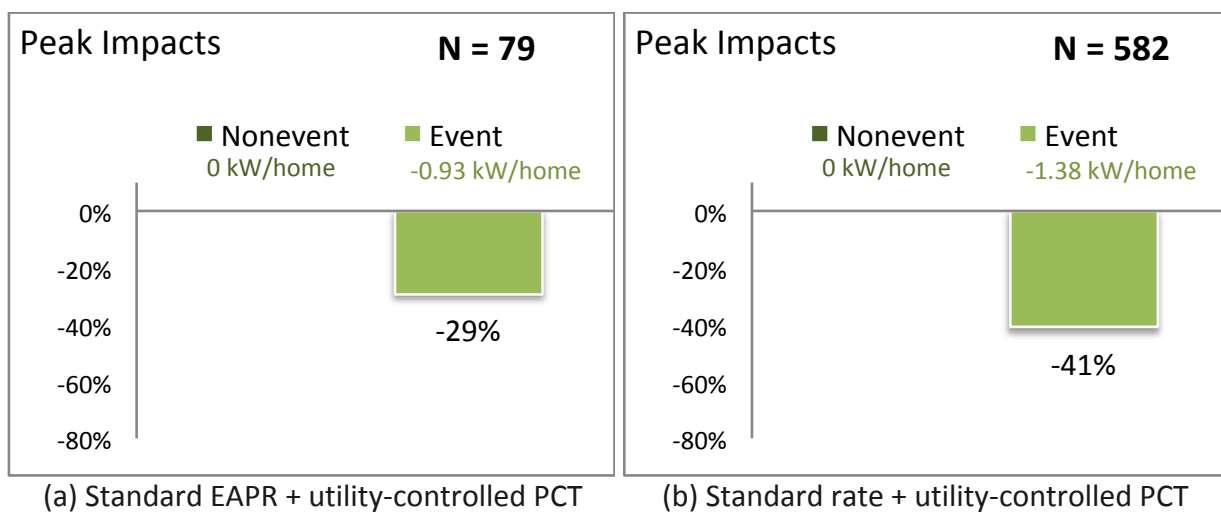 Peak Impacts
N = 79
Nonevent
Event
0 kW/home
-0.93 kW/home
0%
-20%
-40%
-60%
-80%
-29%
(a) Standard EAPR + utility-controlled PCT
Peak Impacts
N = 582
Nonevent
Event
0 kW/home
-1.38 kW/home
0%
-20%
-40%
-60%
-80%
-41%
(b) Standard rate + utility-controlled PCT